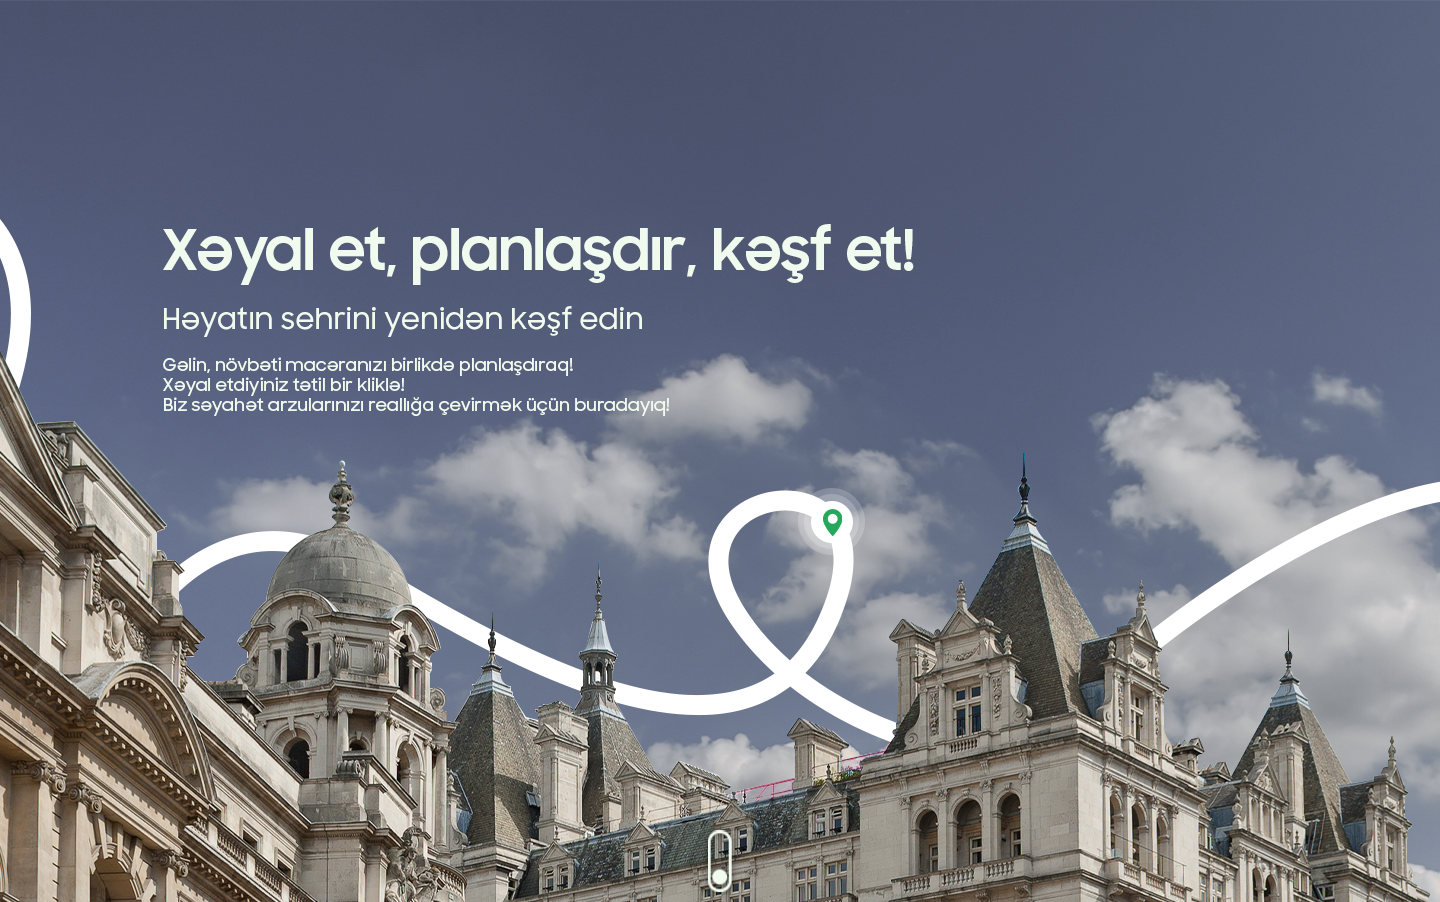 Xəyal et, planlaşdır, kəşf et!
Həyatın sehrini yenidən kəşf edin
Gəlin, növbəti macəranızı birlikdə planlaşdıraq!
Xəyal etdiyiniz tətil bir kliklə!
Biz səyahət arzularınızı reallığa çevirmək üçün buradayıq!